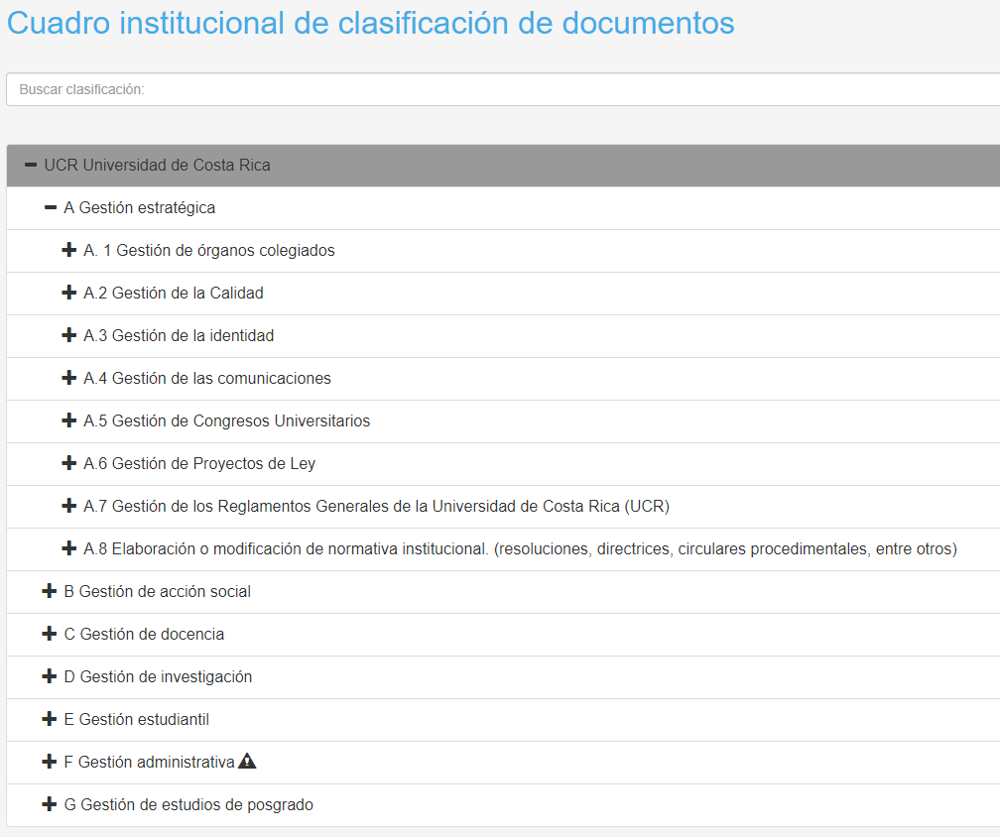 Cuadro institucional de clasificación de documentos
Buscar clasificación:
UCR Universidad de Costa Rica
A Gestión estratégica
A. 1 Gestión de órganos colegiados
A.2 Gestión de la Calidad
A.3 Gestión de la identidad
A.4 Gestión de las comunicaciones
A.5 Gestión de Congresos Universitarios
A.6 Gestión de Proyectos de Ley
A.7 Gestión de los Reglamentos Generales de la Universidad de Costa Rica (UCR)
A.8 Elaboración o modificación de normativa institucional. (resoluciones, directrices, circulares procedimentales, entre otros)
B Gestión de acción social
C Gestión de docencia
D Gestión de investigación
E Gestión estudiantil
F Gestión administrativa
G Gestión de estudios de posgrado